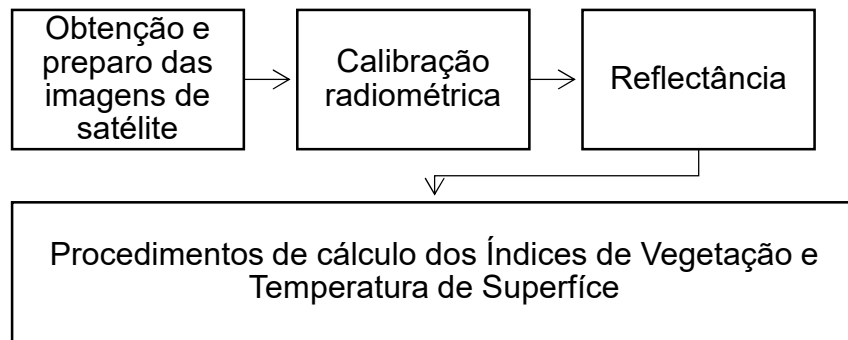 Obtenção e
preparo das
imagens de
satélite
Calibração
radiométrica
Reflectância
Procedimentos de cálculo dos Índices de Vegetação e
Temperatura de Superfíce